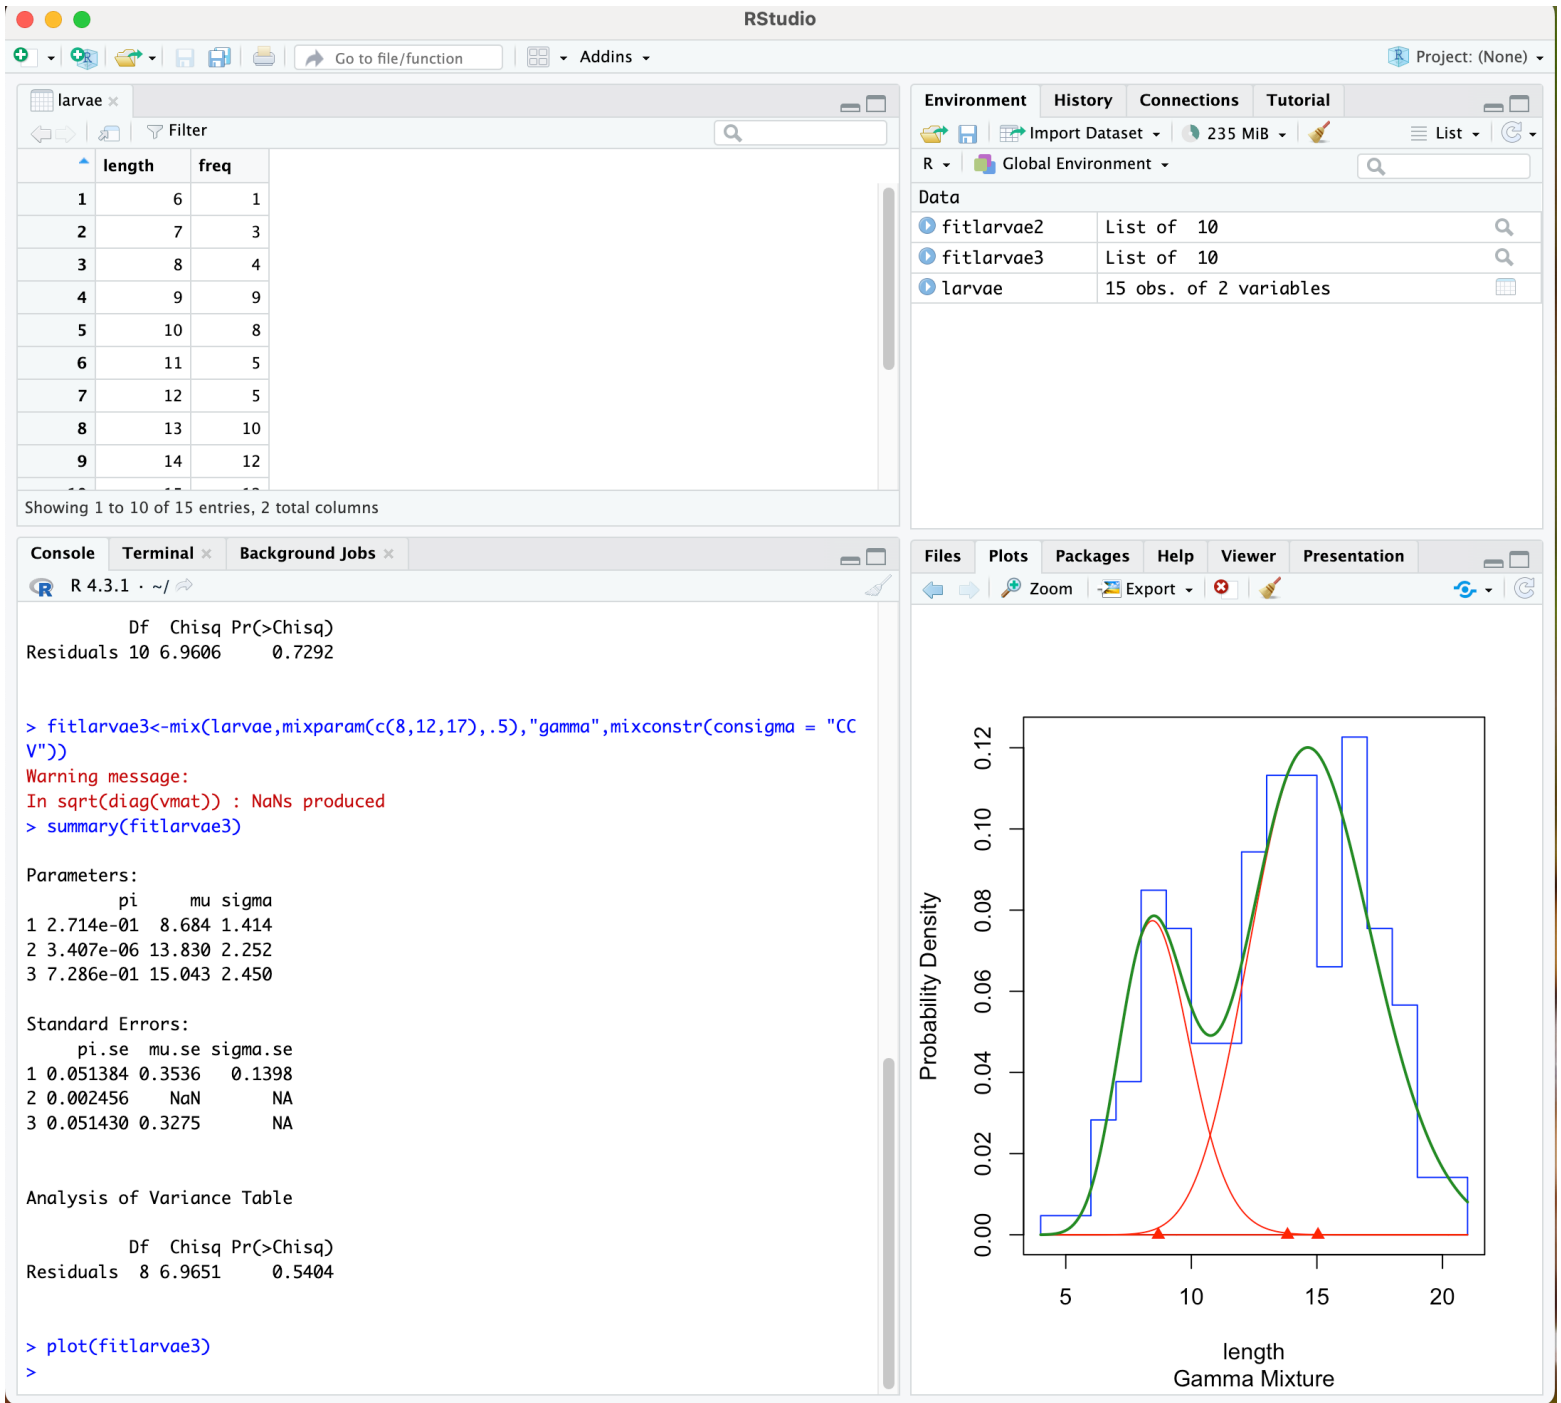 RStudio
Go to file/function
Addins
Project: (None)
larvae
Filter
length freq
1 6 1
2 7 3
3 8 4
4 9 9
5 10 8
6 11 5
7 12 5
8 13 10
9 14 12
Showing 1 to 10 of 15 entries, 2 total columns
Environment History Connections Tutorial
Import Dataset 235 MiB List
R Global Environment
Data
fitlarvae2 List of 10
fitlarvae3 List of 10
larvae 15 obs. of 2 variables
Console Terminal Background Jobs
R R 4.3.1 · ~/
Df Chisq Pr(>Chisq)
Residuals 10 6.9606 0.7292
> fitlarvae3<-mix(larvae,mixparam(c(8,12,17),.5),"gamma",mixconstr(consigma = "CC
V"))
Warning message:
In sqrt(diag(vmat)) : NaNs produced
> summary(fitlarvae3)
Parameters:
pi mu sigma
1 2.714e-01 8.684 1.414
2 3.407e-06 13.830 2.252
3 7.286e-01 15.043 2.450
Standard Errors:
pi.se mu.se sigma.se
1 0.051384 0.3536 0.1398
2 0.002456 NaN NA
3 0.051430 0.3275 NA
Analysis of Variance Table
Df Chisq Pr(>Chisq)
Residuals 8 6.9651 0.5404
> plot(fitlarvae3)
>
Files Plots Packages Help Viewer Presentation
Zoom Export
Probability Density
0.12
0.10
0.08
0.06
0.04
0.02
0.00
5 10 15 20
length
Gamma Mixture